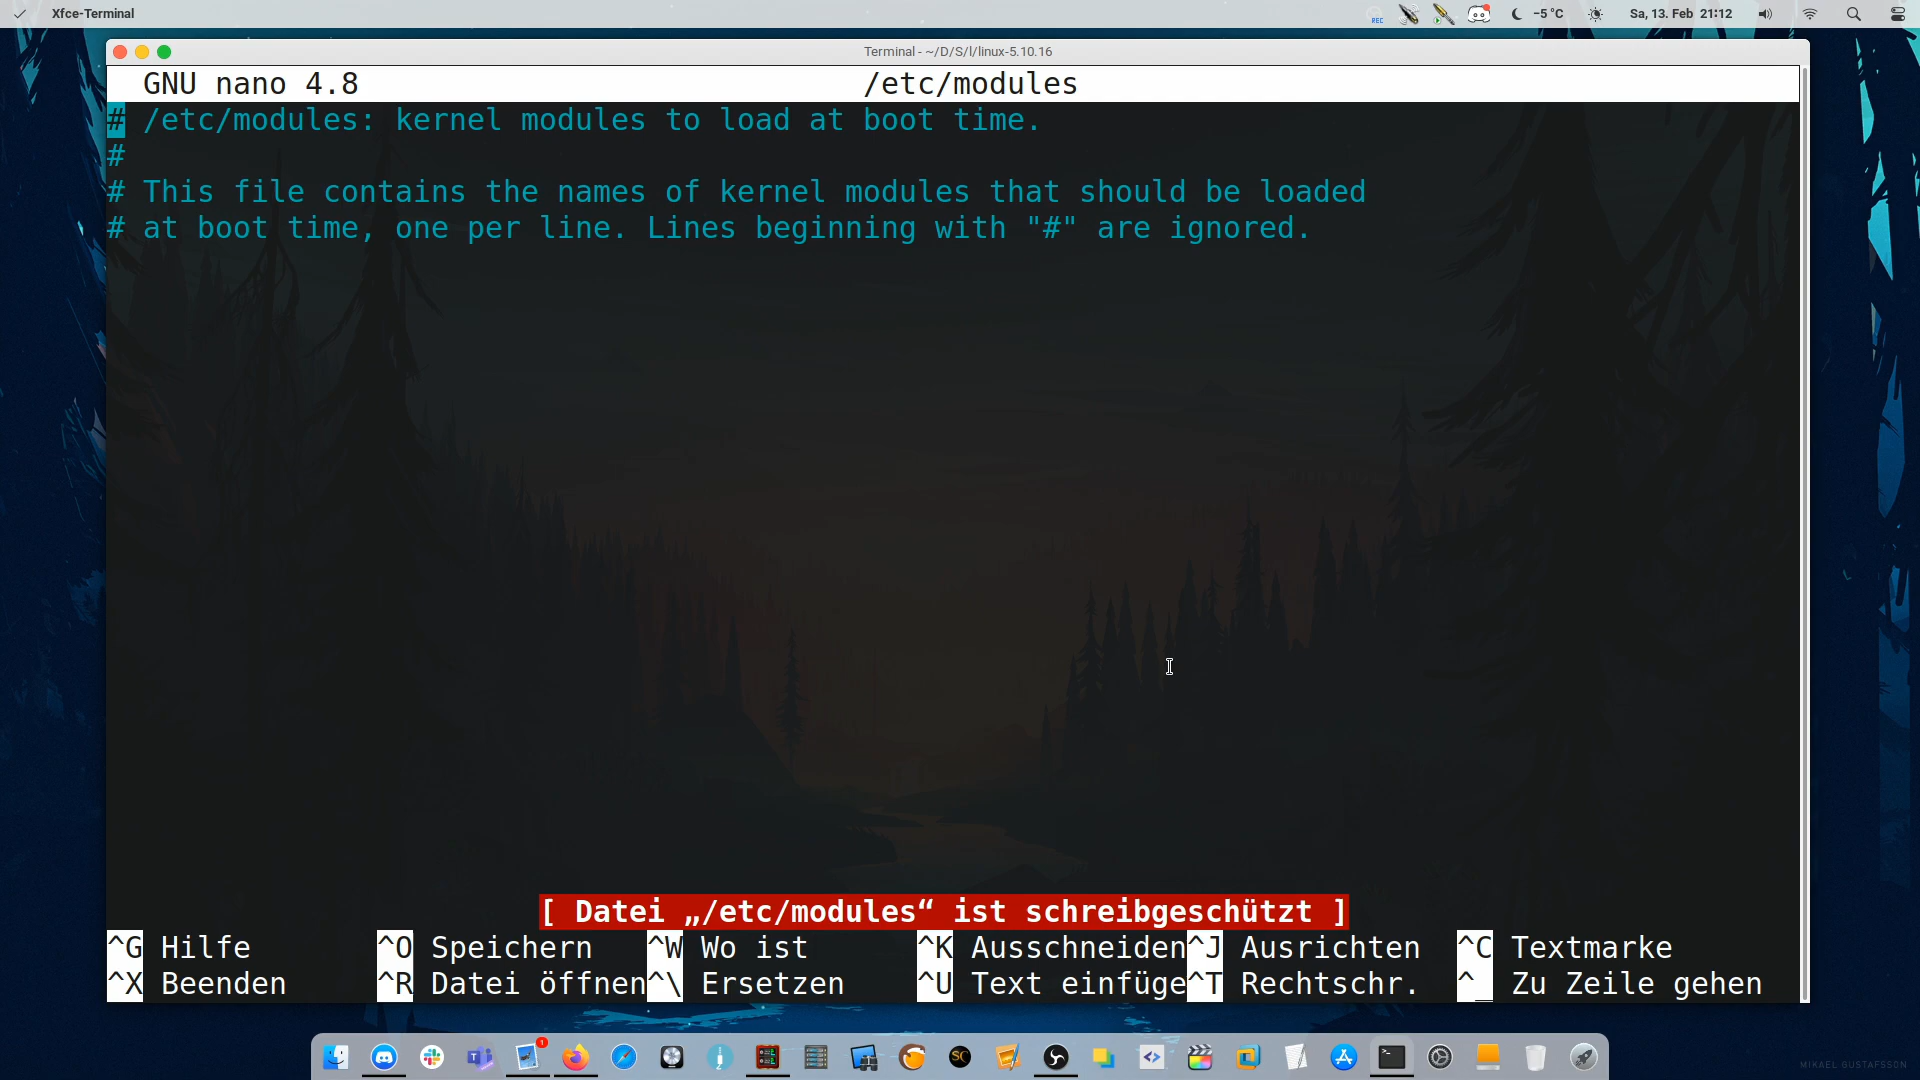 Xfce-Terminal
REC
-5 °C
Sa, 13. Feb 21:12
Terminal - ~/D/S/l/linux-5.10.16
GNU nano 4.8 /etc/modules
# /etc/modules: kernel modules to load at boot time.
#
# This file contains the names of kernel modules that should be loaded
# at boot time, one per line. Lines beginning with "#" are ignored.
[ Datei „/etc/modules“ ist schreibgeschützt ]
^G Hilfe ^O Speichern ^W Wo ist ^K Ausschneiden ^J Ausrichten ^C Textmarke
^X Beenden ^R Datei öffnen ^\ Ersetzen ^U Text einfüge ^T Rechtschr. ^_ Zu Zeile gehen
1
SC
MIKAEL GUSTAFSSON